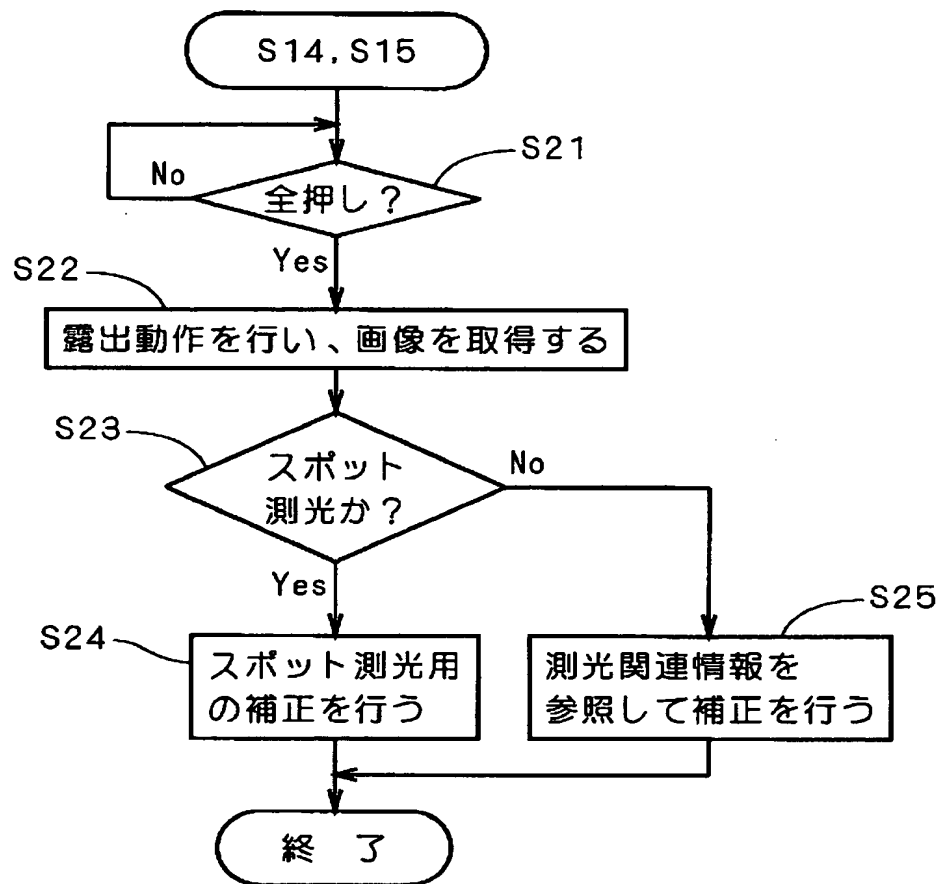 S14,S15
S21
No
全押し?
Yes
S22
露出動作を行い、画像を取得する
S23
スポット
測光か?
No
Yes
S24
スポット測光用
の補正を行う
S25
測光関連情報を
参照して補正を行う
終 了